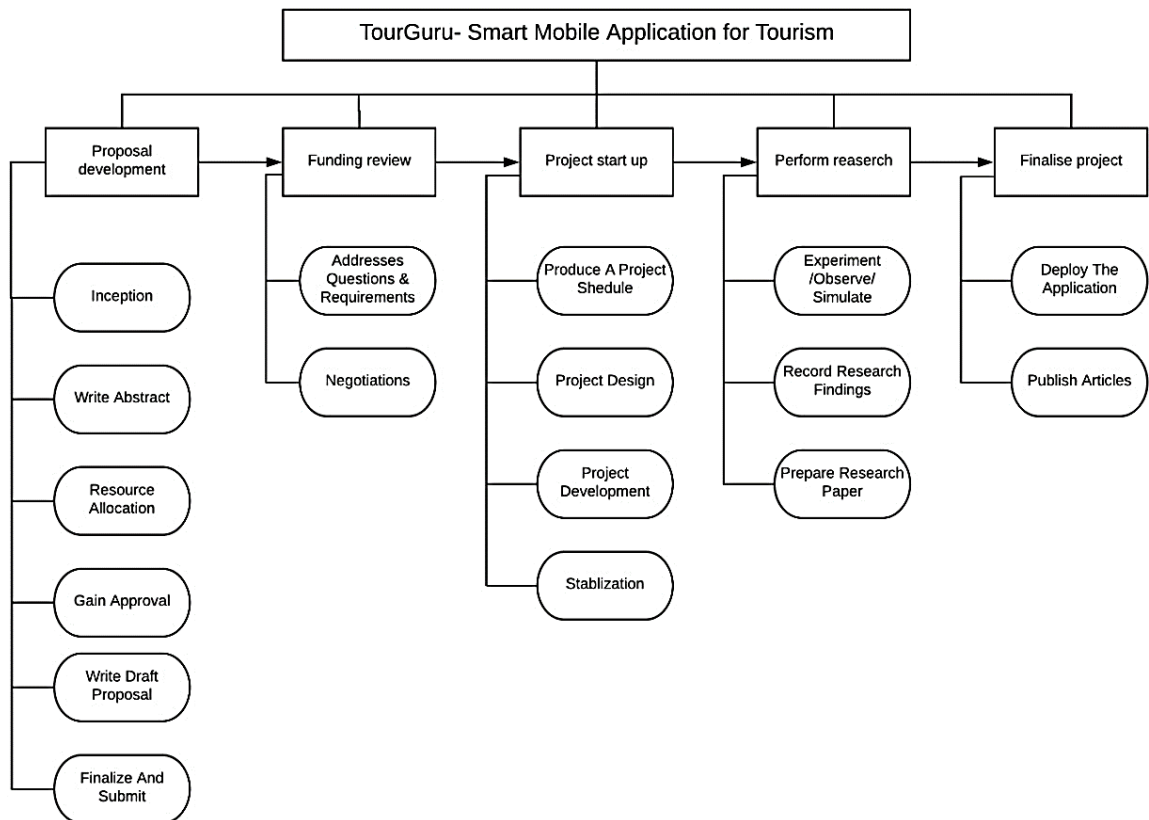 TourGuru- Smart Mobile Application for Tourism
Proposal
development
Funding review
Project start up
Perform reaserch
Finalise project
Inception
Write Abstract
Resource
Allocation
Gain Approval
Write Draft
Proposal
Finalize And
Submit
Addresses
Questions &
Requirements
Negotiations
Produce A Project
Shedule
Project Design
Project
Development
Stablization
Experiment
/Observe/
Simulate
Record Research
Findings
Prepare Research
Paper
Deploy The
Application
Publish Articles